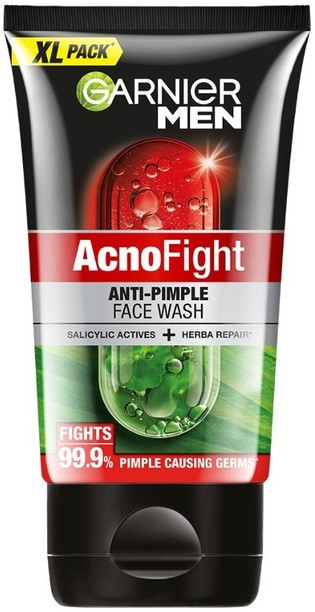 XL PACK*
GARNIER
MEN
AcnoFight
ANTI-PIMPLE
FACE WASH
SALICYLIC ACTIVES + HERBA REPAIR*
FIGHTS
99.9% PIMPLE CAUSING GERMS*